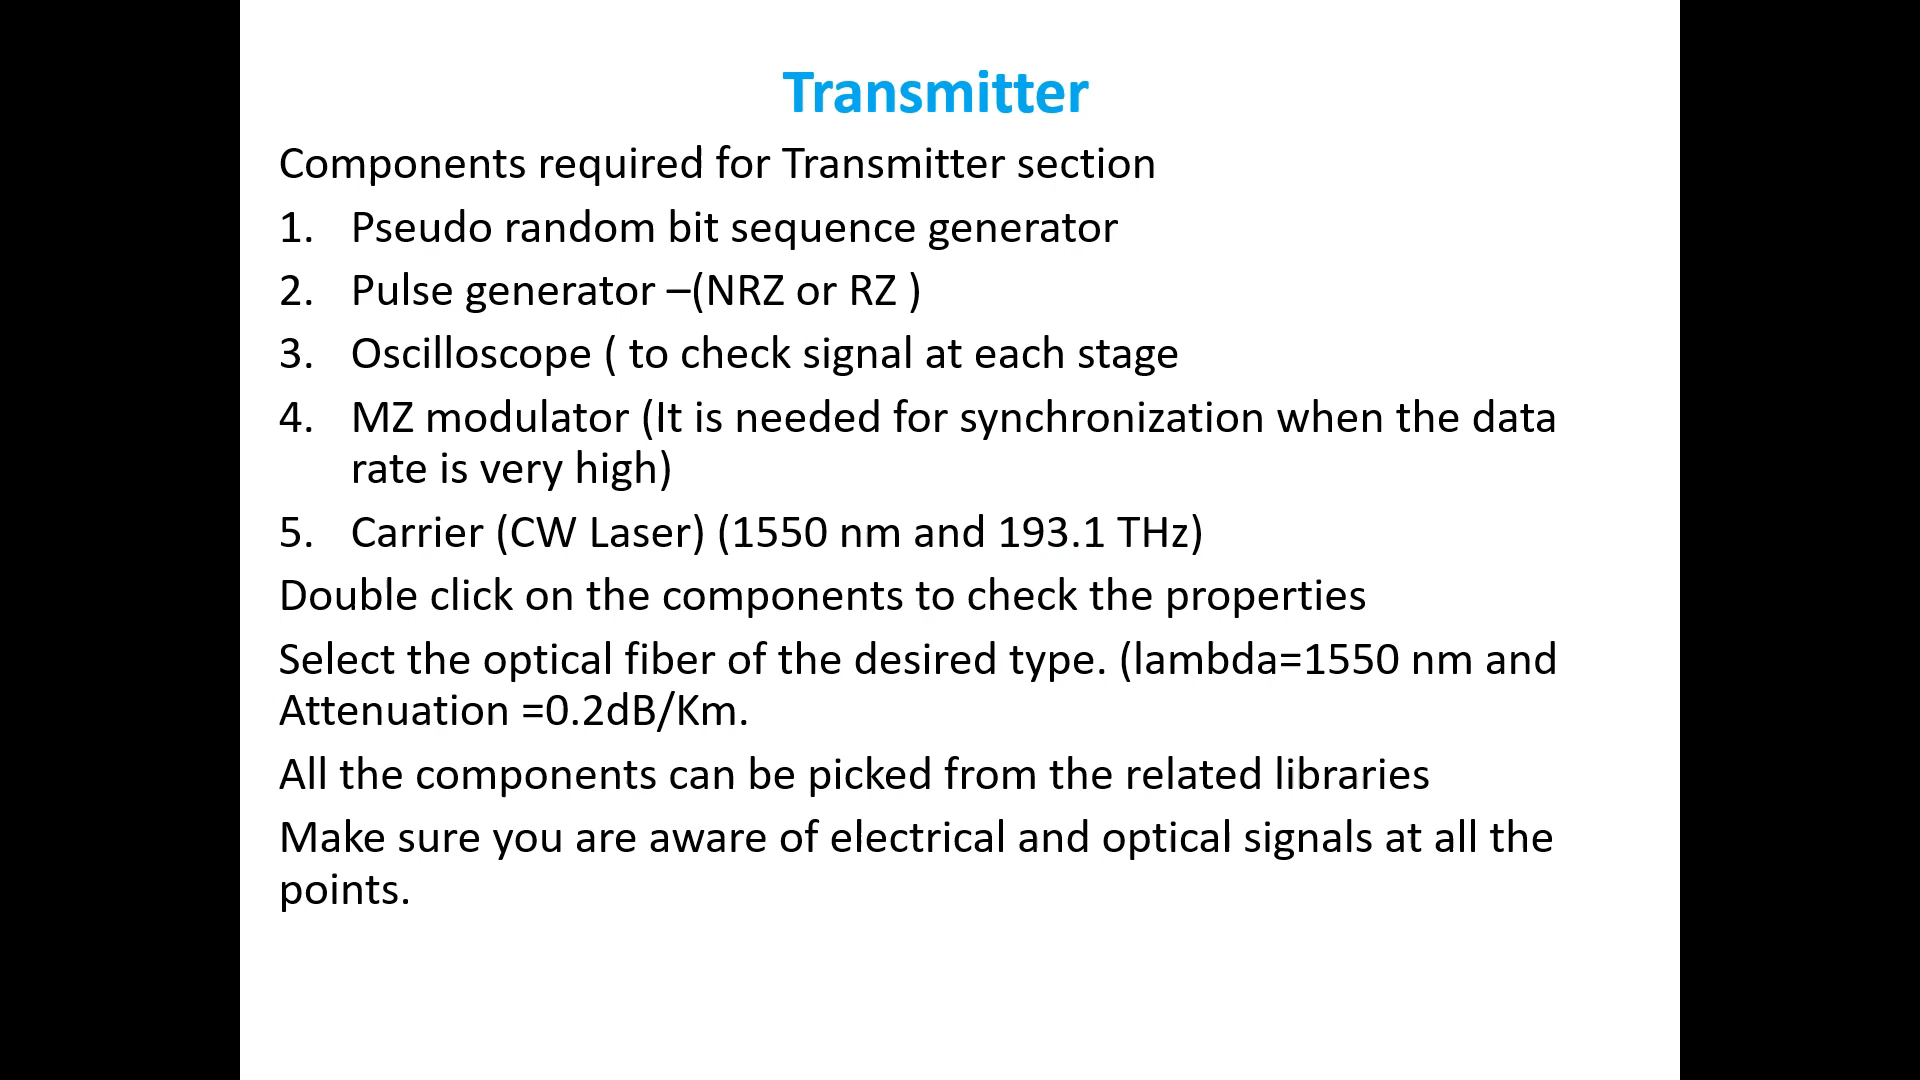 Transmitter
Components required for Transmitter section
1. Pseudo random bit sequence generator
2. Pulse generator –(NRZ or RZ )
3. Oscilloscope ( to check signal at each stage
4. MZ modulator (It is needed for synchronization when the data
rate is very high)
5. Carrier (CW Laser) (1550 nm and 193.1 THz)
Double click on the components to check the properties
Select the optical fiber of the desired type. (lambda=1550 nm and
Attenuation =0.2dB/Km.
All the components can be picked from the related libraries
Make sure you are aware of electrical and optical signals at all the
points.